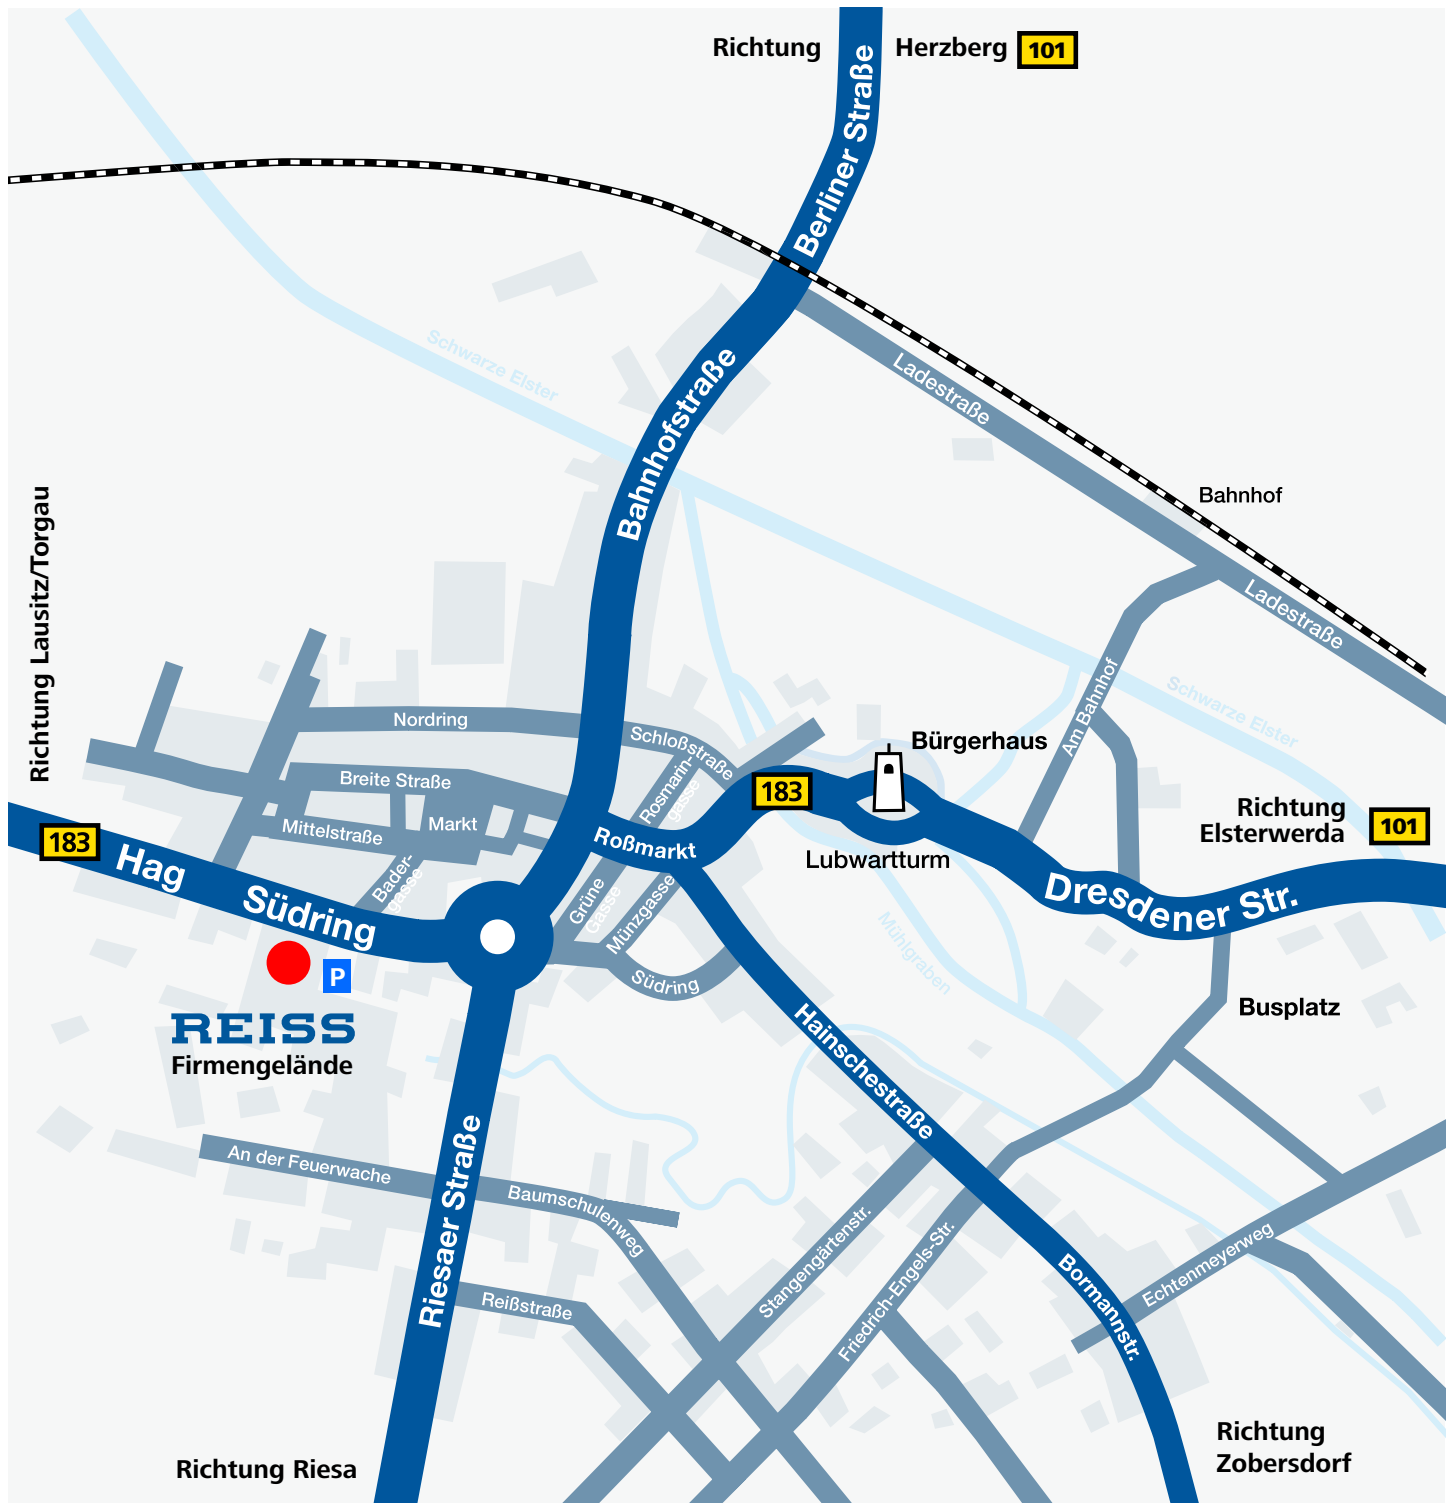 Richtung Herzberg 101
Berliner Straße
Schwarze Elster
Bahnhofstraße
Ladestraße
Bahnhof
Richtung Lausitz/Torgau
Ladestraße
Am Bahnhof
Schwarze Elster
Nordring
Schloßstraße
Bürgerhaus
Breite Straße
Rosmarin-
gasse
183
Richtung
Elsterwerda 101
Mittelstraße
Markt
Roßmarkt
183
Lubwartturm
Hag
Bader-
gasse
Grüne
Gasse
Münzgasse
Dresdener Str.
Südring
Mühlgraben
P
Südring
Busplatz
REISS
Firmengelände
Hainschestraße
An der Feuerwache
Riesaer Straße
Baumschulenweg
Stangengärtenstr.
Friedrich-Engels-Str.
Echtenmeyerweg
Bormannstr.
Reißstraße
Richtung Riesa
Richtung
Zobersdorf